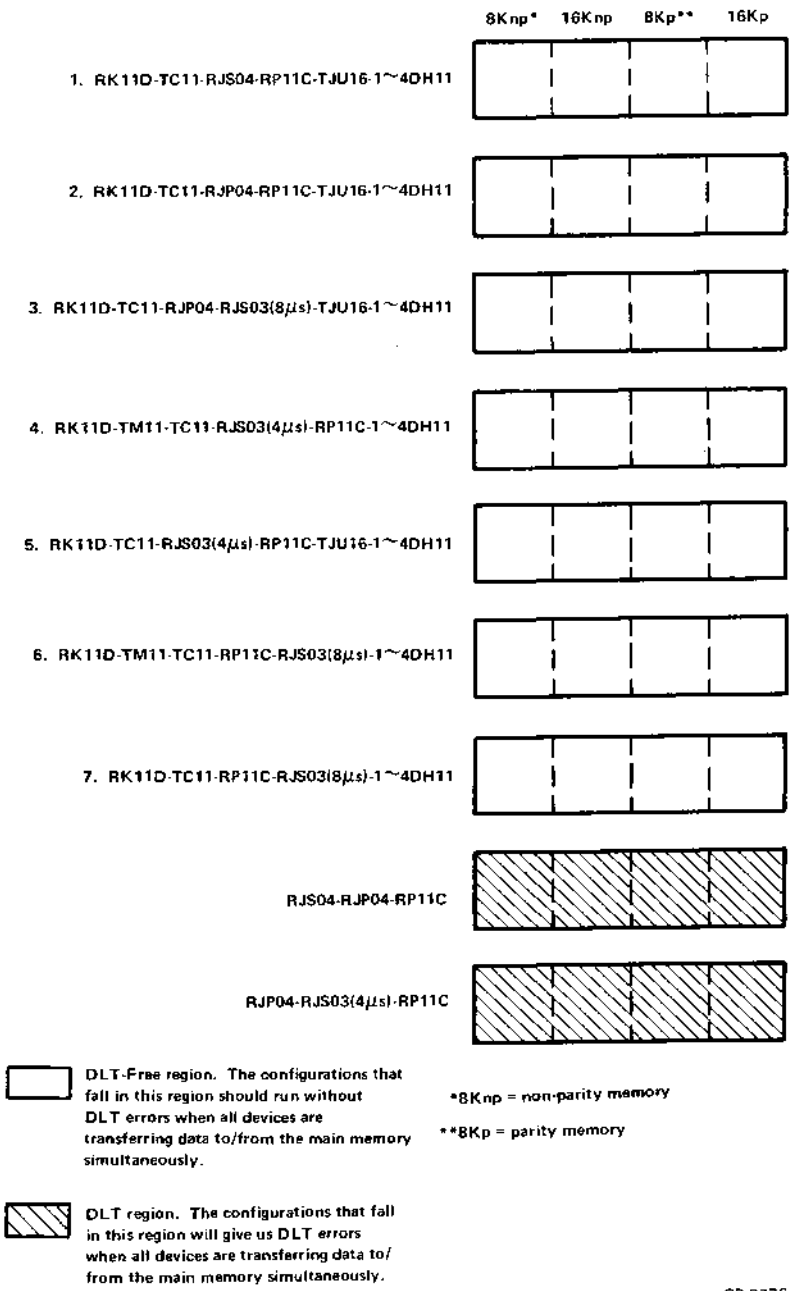 8Knp* 16Knp 8Kp** 16Kp
1. RK11D-TC11-RJS04-RP11C-TJU16-1~4DH11
2. RK11D-TC11-RJP04-RP11C-TJU16-1~4DH11
3. RK11D-TC11-RJP04-RJS03(8μs)-TJU16-1~4DH11
4. RK11D-TM11-TC11-RJS03(4μs)-RP11C-1~4DH11
5. RK11D-TC11-RJS03(4μs)-RP11C-TJU16-1~4DH11
6. RK11D-TM11-TC11-RP11C-RJS03(8μs)-1~4DH11
7. RK11D-TC11-RP11C-RJS03(8μs)-1~4DH11
RJS04-RJP04-RP11C
RJP04-RJS03(4μs)-RP11C
DLT-Free region. The configurations that
fall in this region should run without
DLT errors when all devices are
transferring data to/from the main memory
simultaneously.
*8Knp = non-parity memory
**8Kp = parity memory
DLT region. The configurations that fall
in this region will give us DLT errors
when all devices are transferring data to/
from the main memory simultaneously.